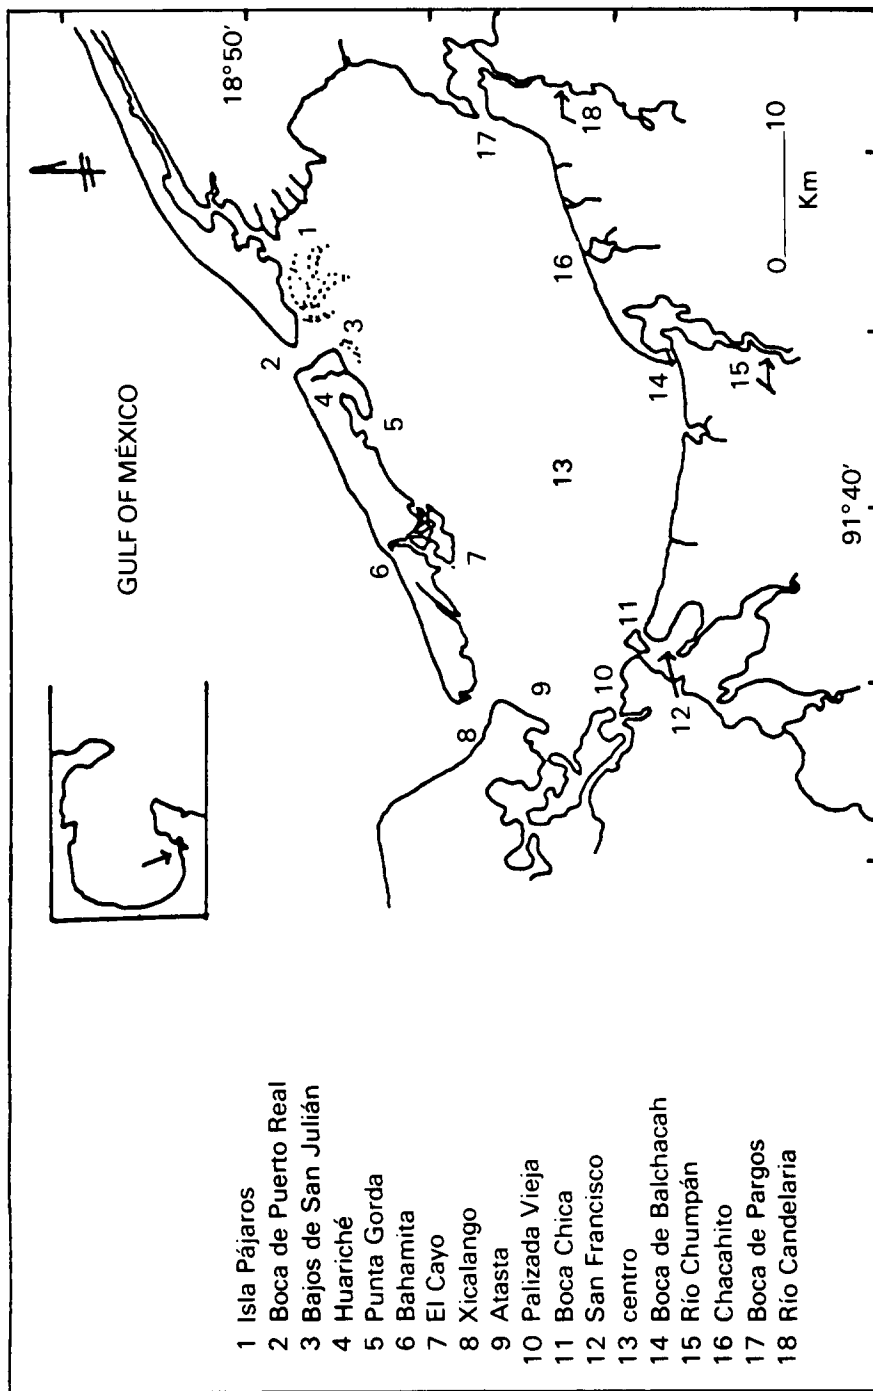 GULF OF MÉXICO
18°50'
91°40'
0 10
Km
1
2
3
4
5
6
7
8
9
10
11
12
13
14
15
16
17
18
1 Isla Pájaros
2 Boca de Puerto Real
3 Bajos de San Julián
4 Huariché
5 Punta Gorda
6 Bahamita
7 El Cayo
8 Xicalango
9 Atasta
10 Palizada Vieja
11 Boca Chica
12 San Francisco
13 centro
14 Boca de Balchacah
15 Río Chumpán
16 Chacahito
17 Boca de Pargos
18 Río Candelaria